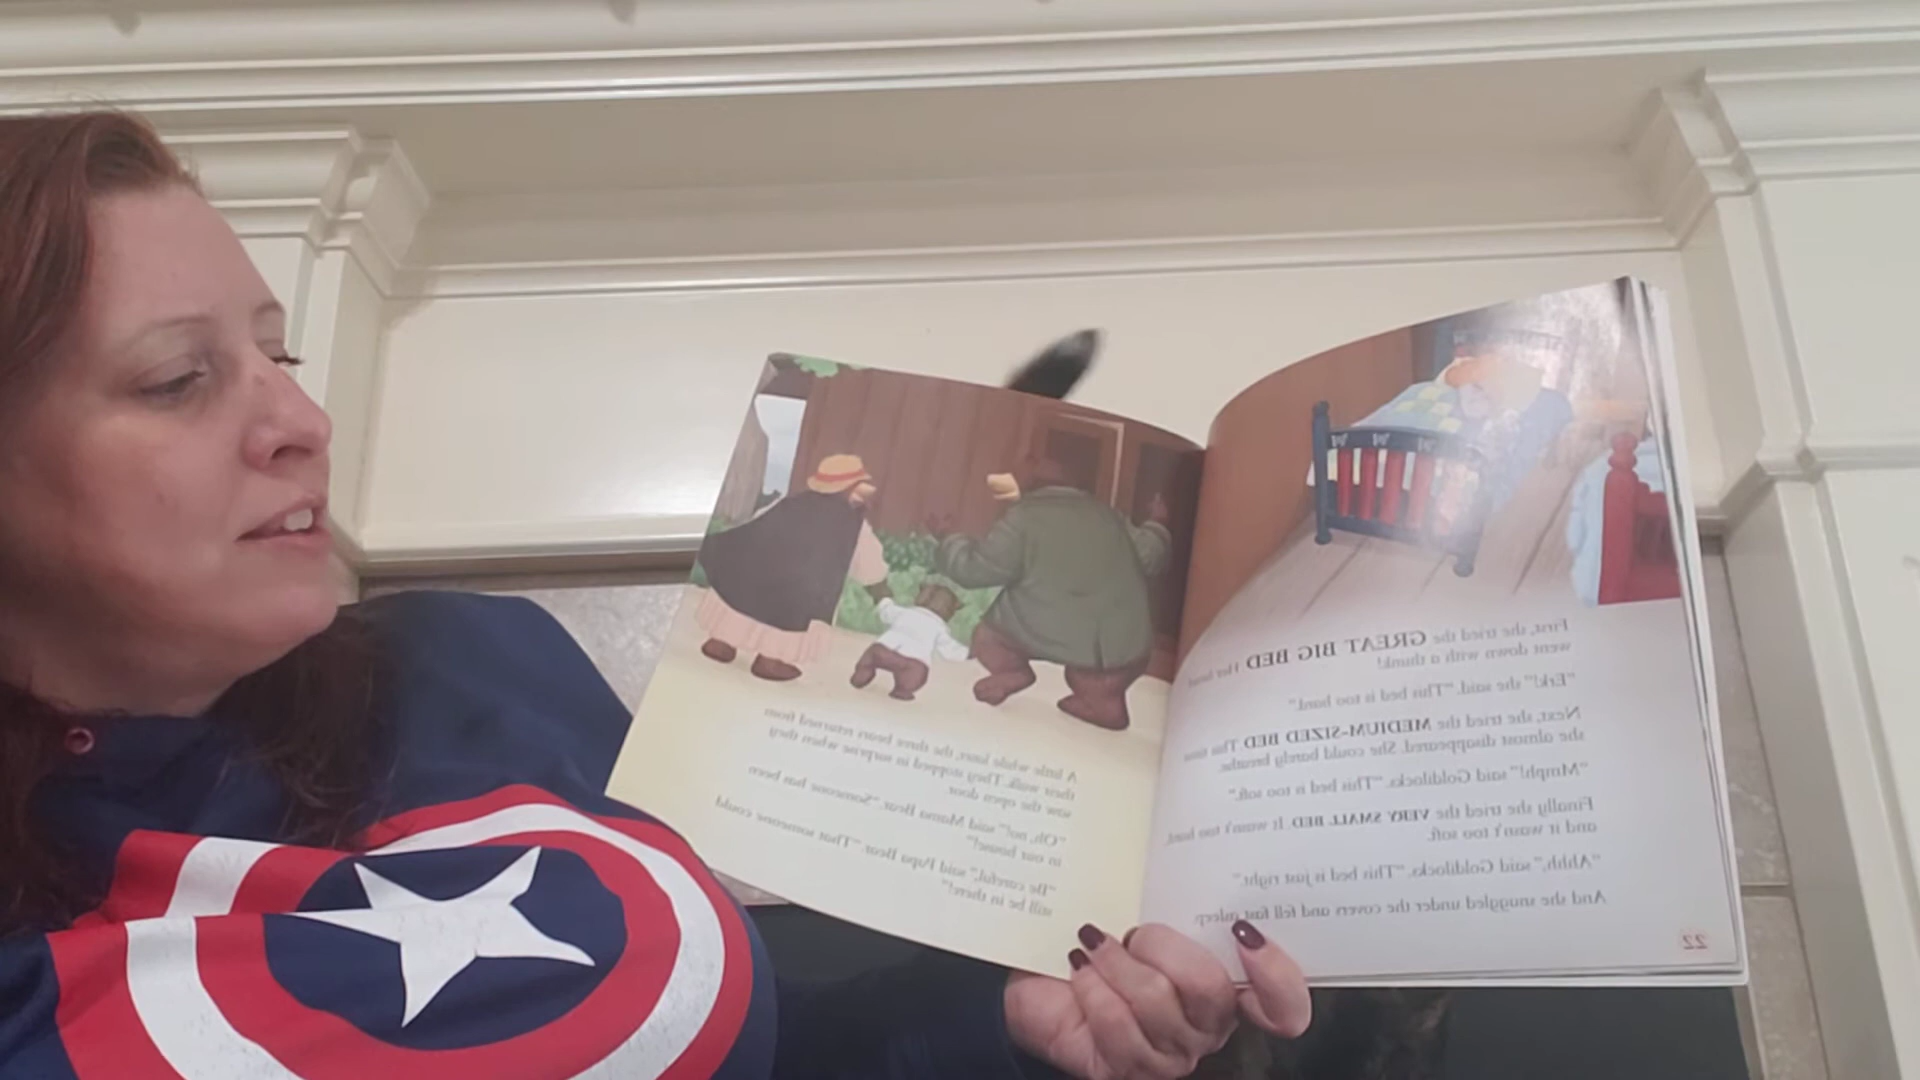 First, she tried the GREAT BIG BED. Her head
went down with a thunk!
"Erk!" she said. "This bed is too hard."
Next, she tried the MEDIUM-SIZED BED. This time
she almost disappeared. She could barely breathe.
"Mmph!" said Goldilocks. "This bed is too soft."
Finally she tried the VERY SMALL BED. It wasn't too hard,
and it wasn't too soft.
"Ahhh," said Goldilocks. "This bed is just right."
And she snuggled under the covers and fell fast asleep.
22
A little while later, the three bears returned from
their walk. They stopped in surprise when they
saw the open door.
"Oh, no!" said Mama Bear. "Someone has been
in our house!"
"Be careful," said Papa Bear. "That someone could
still be in there!"